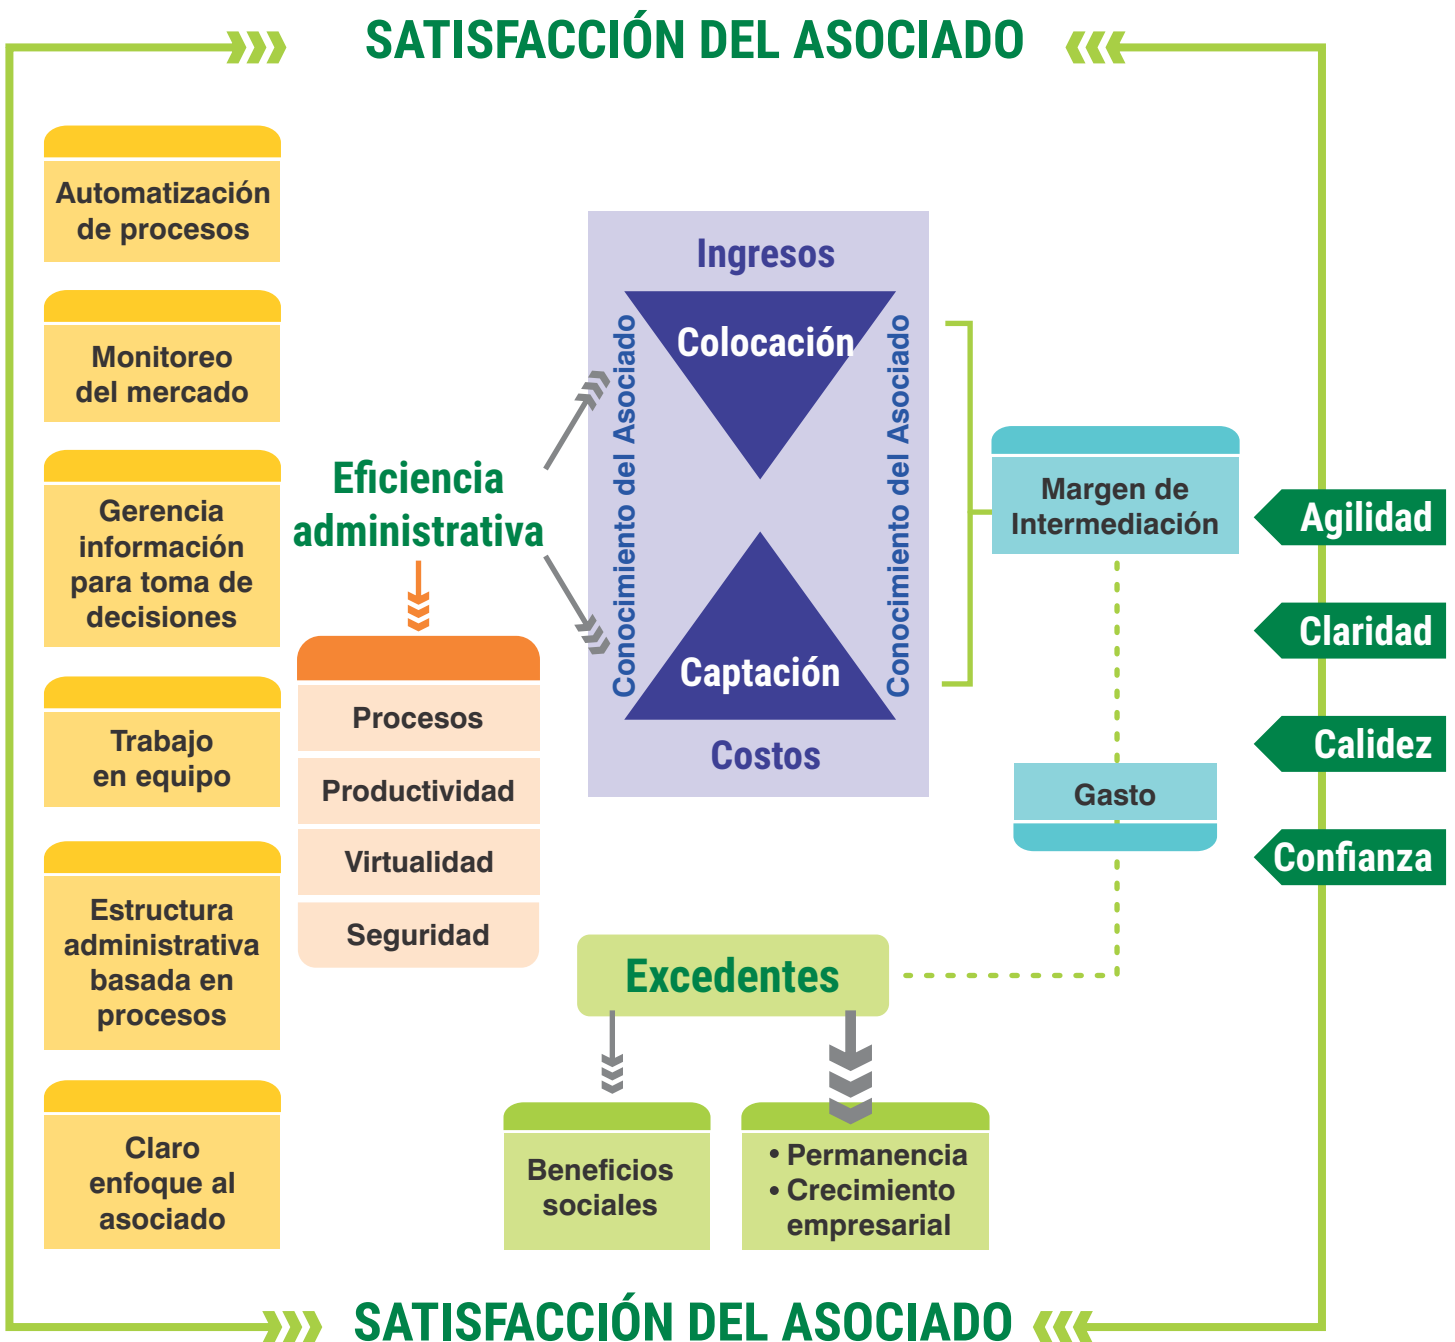 SATISFACCIÓN DEL ASOCIADO
Automatización
de procesos
Monitoreo
del mercado
Gerencia
información
para toma de
decisiones
Trabajo
en equipo
Estructura
administrativa
basada en
procesos
Claro
enfoque al
asociado
Eficiencia
administrativa
Procesos
Productividad
Virtualidad
Seguridad
Ingresos
Colocación
Conocimiento del Asociado
Conocimiento del Asociado
Captación
Costos
Margen de
Intermediación
Gasto
Agilidad
Claridad
Calidez
Confianza
Excedentes
Beneficios
sociales
• Permanencia
• Crecimiento
empresarial
SATISFACCIÓN DEL ASOCIADO